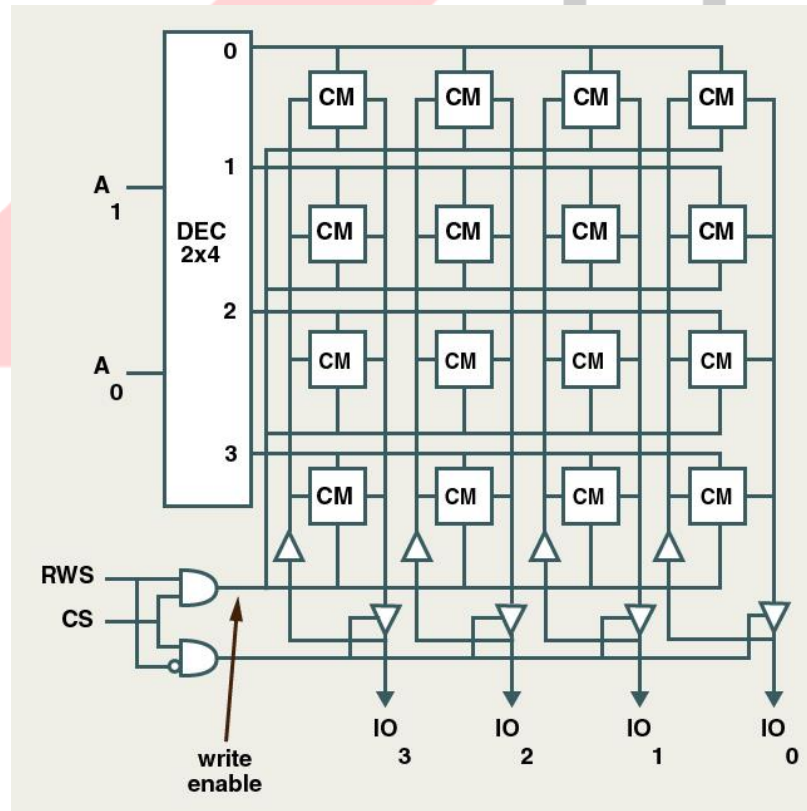 0
CM CM CM CM
1
A
1
DEC
2x4
CM CM CM CM
2
A
0
CM CM CM CM
3
CM CM CM CM
RWS
CS
IO IO IO IO
3 2 1 0
write
enable